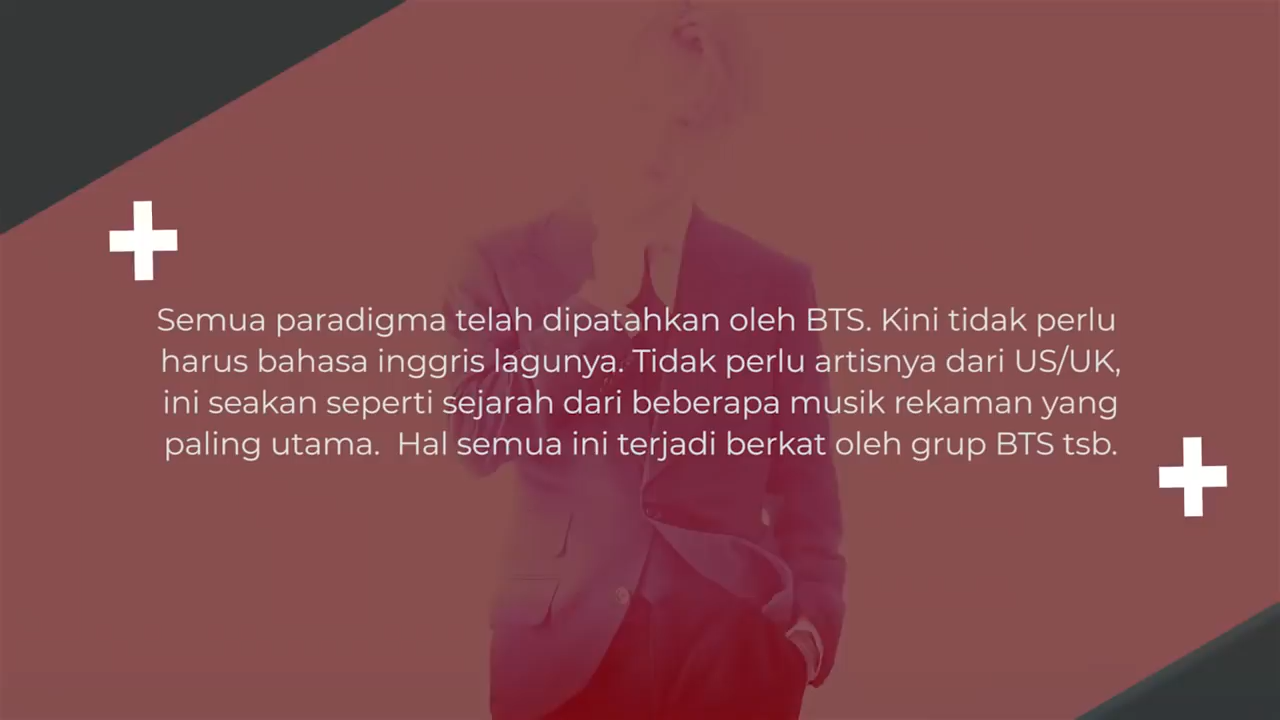 Semua paradigma telah dipatahkan oleh BTS. Kini tidak perlu
harus bahasa inggris lagunya. Tidak perlu artisnya dari US/UK,
ini seakan seperti sejarah dari beberapa musik rekaman yang
paling utama.  Hal semua ini terjadi berkat oleh grup BTS tsb.